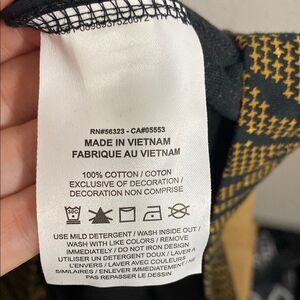 RN#56323 - CA#05553
MADE IN VIETNAM
FABRIQUE AU VIETNAM
100% COTTON / COTON
EXCLUSIVE OF DECORATION /
DECORATION NON COMPRISE
USE MILD DETERGENT / WASH INSIDE OUT /
WASH WITH LIKE COLORS / REMOVE
IMMEDIATELY / DO NOT IRON DESIGN
UTILISER UN DETERGENT DOUX / LAVER A
L'ENVERS / LAVER AVEC COULEURS
SIMILAIRES / ENLEVER IMMEDIATEMENT / NE
PAS REPASSER LE DESSIN